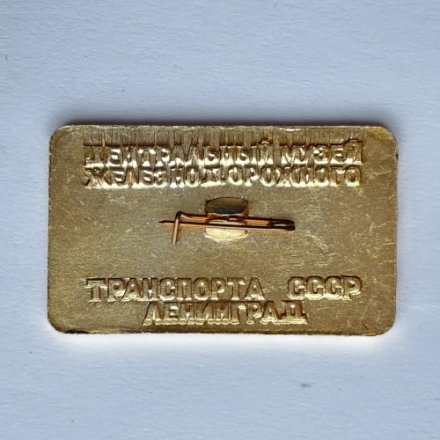 ЦЕНТРАЛЬНЫЙ МУЗЕЙ
ЖЕЛЕЗНОДОРОЖНОГО
ТРАНСПОРТА СССР
ЛЕНИНГРАД